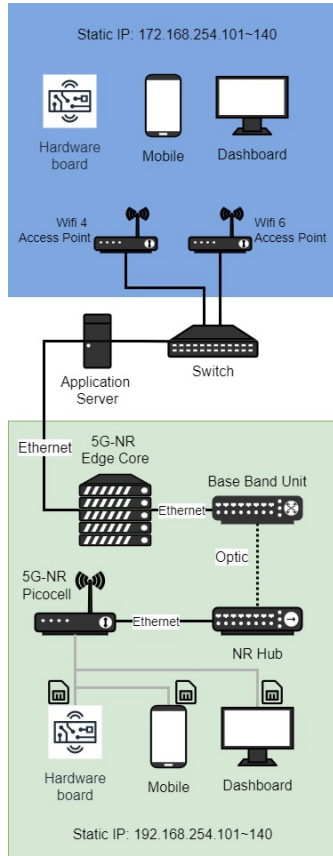 Static IP: 172.168.254.101~140
Hardware
board
Mobile
Dashboard
Wifi 4
Access Point
Wifi 6
Access Point
Switch
Application
Server
Ethernet
5G-NR
Edge Core
Base Band Unit
Ethernet
Optic
5G-NR
Picocell
Ethernet
NR Hub
Hardware
board
Mobile
Dashboard
Static IP: 192.168.254.101~140